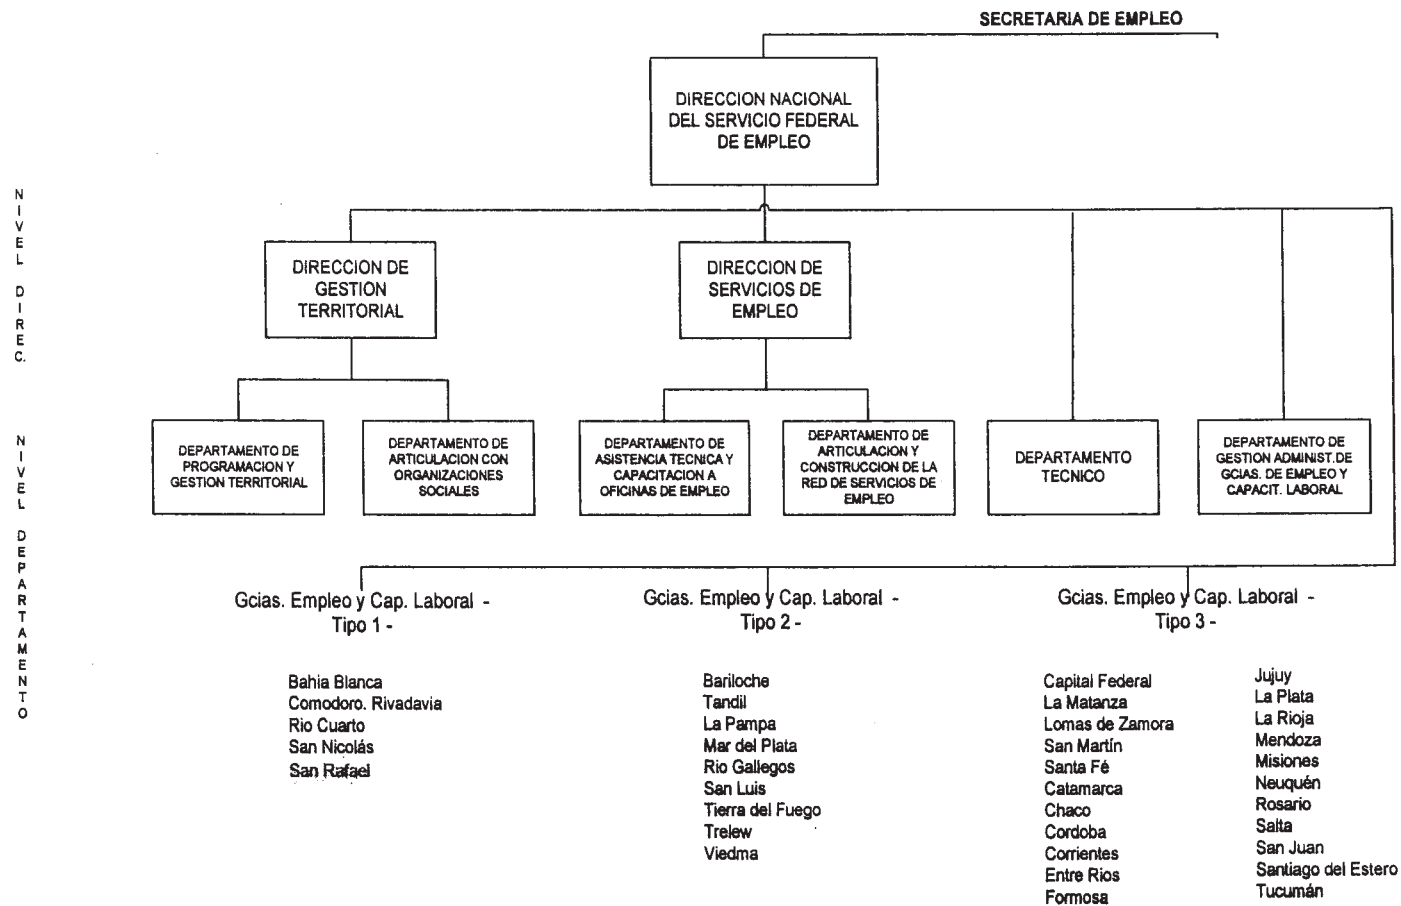 SECRETARIA DE EMPLEO
DIRECCION NACIONAL
DEL SERVICIO FEDERAL
DE EMPLEO
NIVEL DIREC.
DIRECCION DE
GESTION
TERRITORIAL
DIRECCION DE
SERVICIOS DE
EMPLEO
NIVEL DEPARTAMENTO
DEPARTAMENTO DE
PROGRAMACION Y
GESTION TERRITORIAL
DEPARTAMENTO DE
ARTICULACION CON
ORGANIZACIONES
SOCIALES
DEPARTAMENTO DE
ASISTENCIA TECNICA Y
CAPACITACION A
OFICINAS DE EMPLEO
DEPARTAMENTO DE
ARTICULACION Y
CONSTRUCCION DE LA
RED DE SERVICIOS DE
EMPLEO
DEPARTAMENTO
TECNICO
DEPARTAMENTO DE
GESTION ADMINIST.DE
GCIAS. DE EMPLEO Y
CAPACIT. LABORAL
Gcias. Empleo y Cap. Laboral -
Tipo 1 -
Bahia Blanca
Comodoro. Rivadavia
Rio Cuarto
San Nicolás
San Rafael
Gcias. Empleo y Cap. Laboral -
Tipo 2 -
Bariloche
Tandil
La Pampa
Mar del Plata
Rio Gallegos
San Luis
Tierra del Fuego
Trelew
Viedma
Gcias. Empleo y Cap. Laboral -
Tipo 3 -
Capital Federal
La Matanza
Lomas de Zamora
San Martín
Santa Fé
Catamarca
Chaco
Cordoba
Corrientes
Entre Rios
Formosa
Jujuy
La Plata
La Rioja
Mendoza
Misiones
Neuquén
Rosario
Salta
San Juan
Santiago del Estero
Tucumán